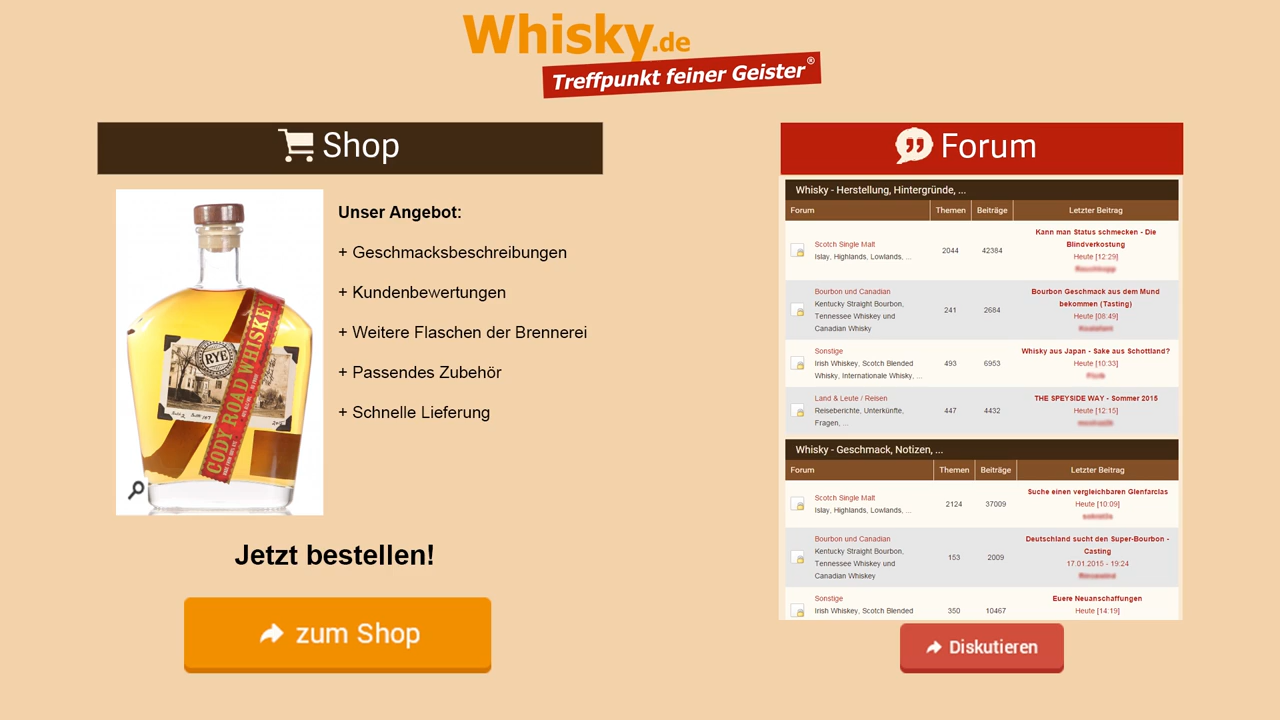 Whisky.de
Treffpunkt feiner Geister®
Shop
Unser Angebot:
+ Geschmacksbeschreibungen
+ Kundenbewertungen
+ Weitere Flaschen der Brennerei
+ Passendes Zubehör
+ Schnelle Lieferung
RYE
CODY ROAD WHISKEY
Jetzt bestellen!
zum Shop
Forum
Whisky - Herstellung, Hintergründe, ...
Forum Themen Beiträge Letzter Beitrag
Scotch Single Malt
Islay, Highlands, Lowlands, ...
2044 42384
Kann man Status schmecken - Die
Blindverkostung
Heute [12:29]
Bourbon und Canadian
Kentucky Straight Bourbon,
Tennessee Whiskey und
Canadian Whisky
241 2684
Bourbon Geschmack aus dem Mund
bekommen (Tasting)
Heute [08:49]
Sonstige
Irish Whiskey, Scotch Blended
Whisky, Internationale Whisky, ...
493 6953
Whisky aus Japan - Sake aus Schottland?
Heute [10:33]
Land & Leute / Reisen
Reiseberichte, Unterkünfte,
Fragen, ...
447 4432
THE SPEYSIDE WAY - Sommer 2015
Heute [12:15]
Whisky - Geschmack, Notizen, ...
Forum Themen Beiträge Letzter Beitrag
Scotch Single Malt
Islay, Highlands, Lowlands, ...
2124 37009
Suche einen vergleichbaren Glenfarclas
Heute [10:09]
Bourbon und Canadian
Kentucky Straight Bourbon,
Tennessee Whiskey und
Canadian Whiskey
153 2009
Deutschland sucht den Super-Bourbon -
Casting
17.01.2015 - 19:24
Sonstige
Irish Whiskey, Scotch Blended
350 10467
Euere Neuanschaffungen
Heute [14:19]
Diskutieren